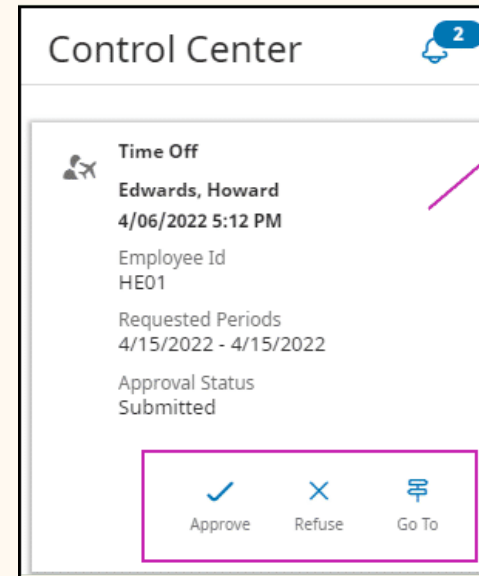 Control Center
2
Time Off
Edwards, Howard
4/06/2022 5:12 PM
Employee Id
HE01
Requested Periods
4/15/2022 - 4/15/2022
Approval Status
Submitted
Approve Refuse Go To